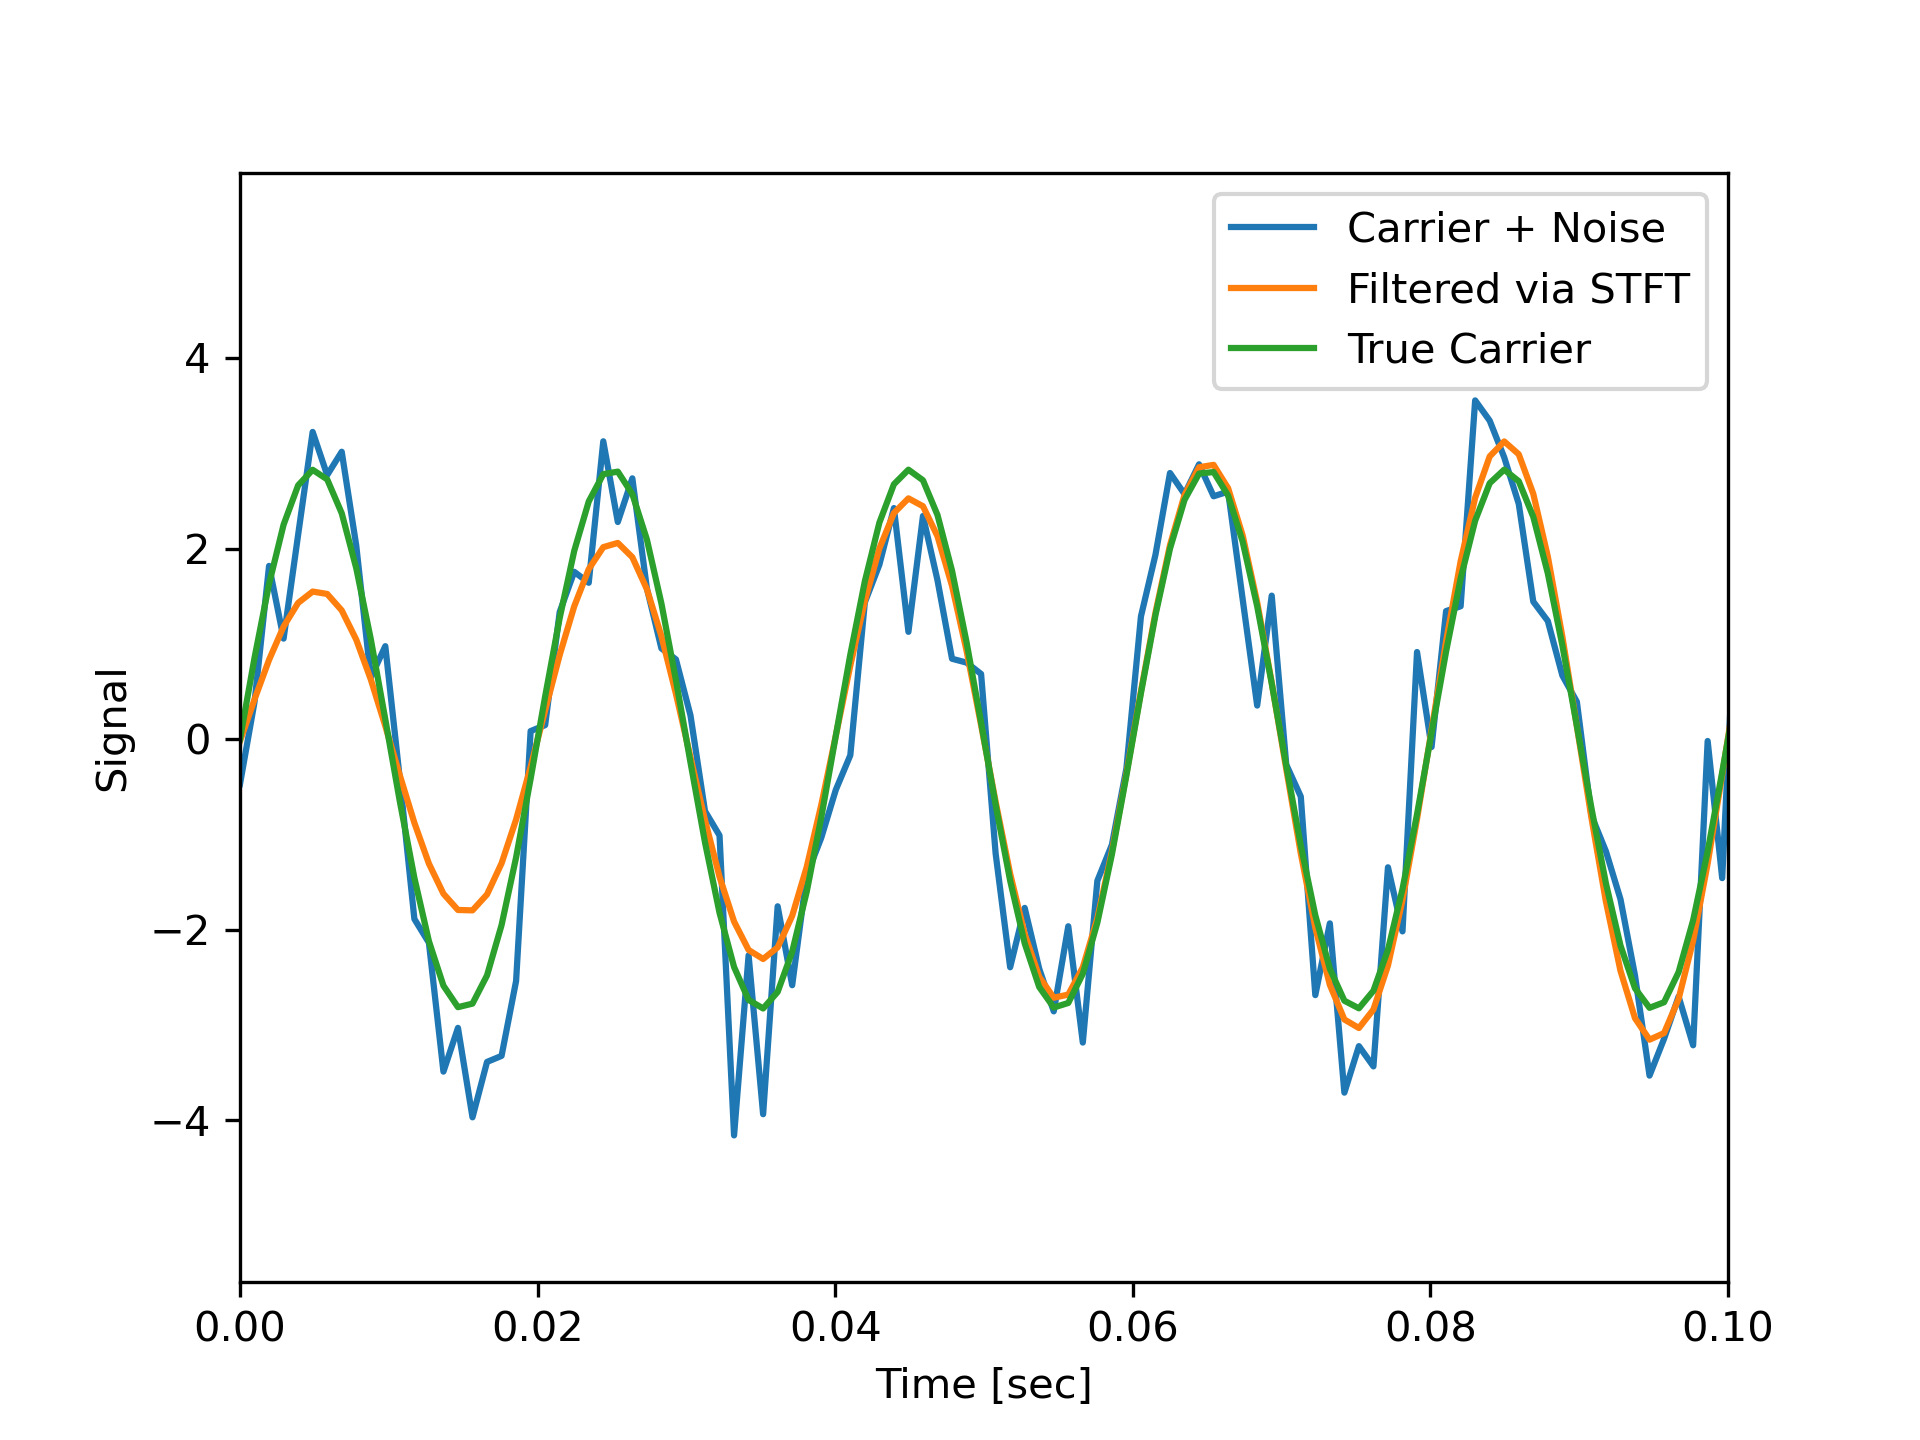 Carrier + Noise
Filtered via STFT
True Carrier
4
2
0
−2
−4
Signal
0.00 0.02 0.04 0.06 0.08 0.10
Time [sec]